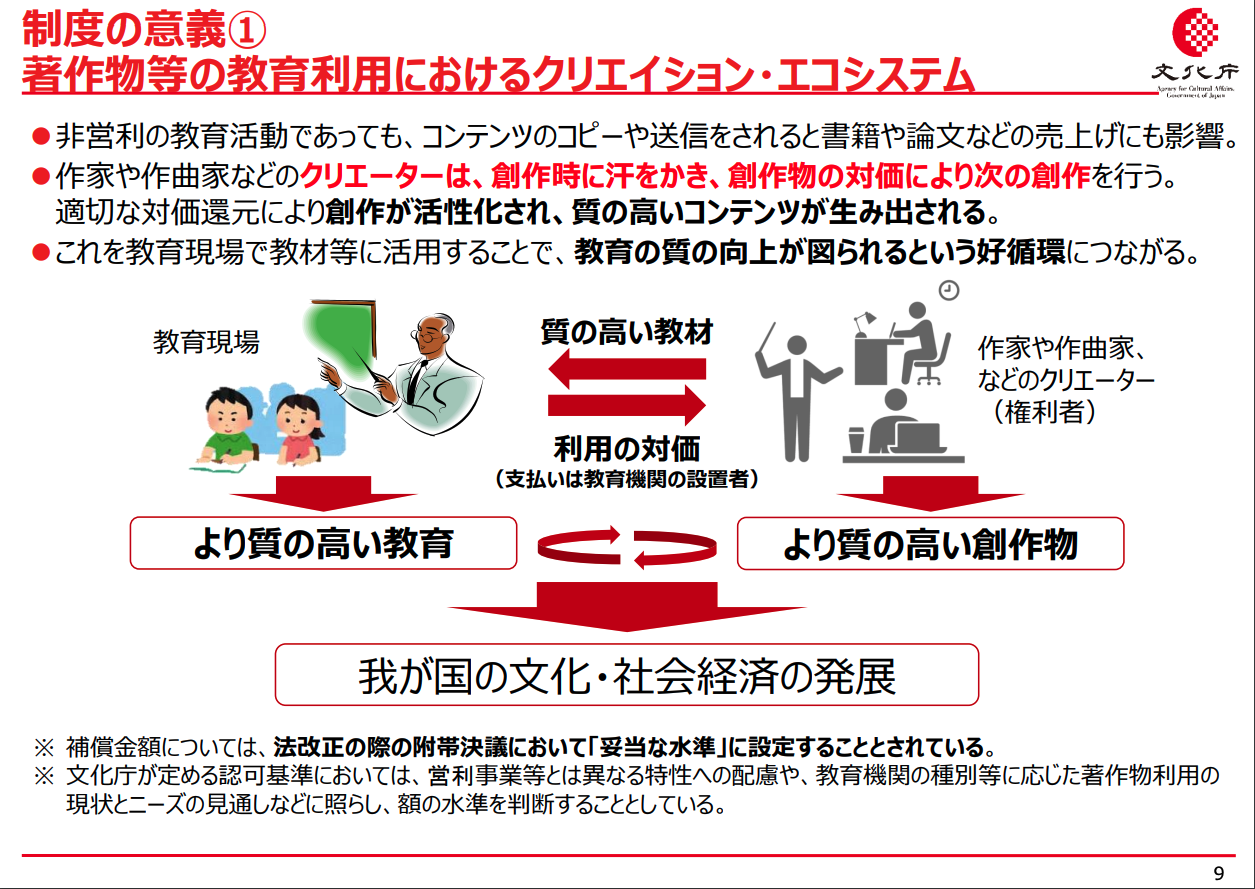 制度の意義①
著作物等の教育利用におけるクリエイション・エコシステム
文化庁
Agency for Cultural Affairs,
Government of Japan
●非営利の教育活動であっても、コンテンツのコピーや送信をされると書籍や論文などの売上げにも影響。
●作家や作曲家などのクリエーターは、創作時に汗をかき、創作物の対価により次の創作を行う。
適切な対価還元により創作が活性化され、質の高いコンテンツが生み出される。
●これを教育現場で教材等に活用することで、教育の質の向上が図られるという好循環につながる。
教育現場
質の高い教材
利用の対価
（支払いは教育機関の設置者）
作家や作曲家、
などのクリエーター
（権利者）
より質の高い教育
より質の高い創作物
我が国の文化・社会経済の発展
※ 補償金額については、法改正の際の附帯決議において「妥当な水準」に設定することとされている。
※ 文化庁が定める認可基準においては、営利事業等とは異なる特性への配慮や、教育機関の種別等に応じた著作物利用の
現状とニーズの見通しなどに照らし、額の水準を判断することとしている。
9